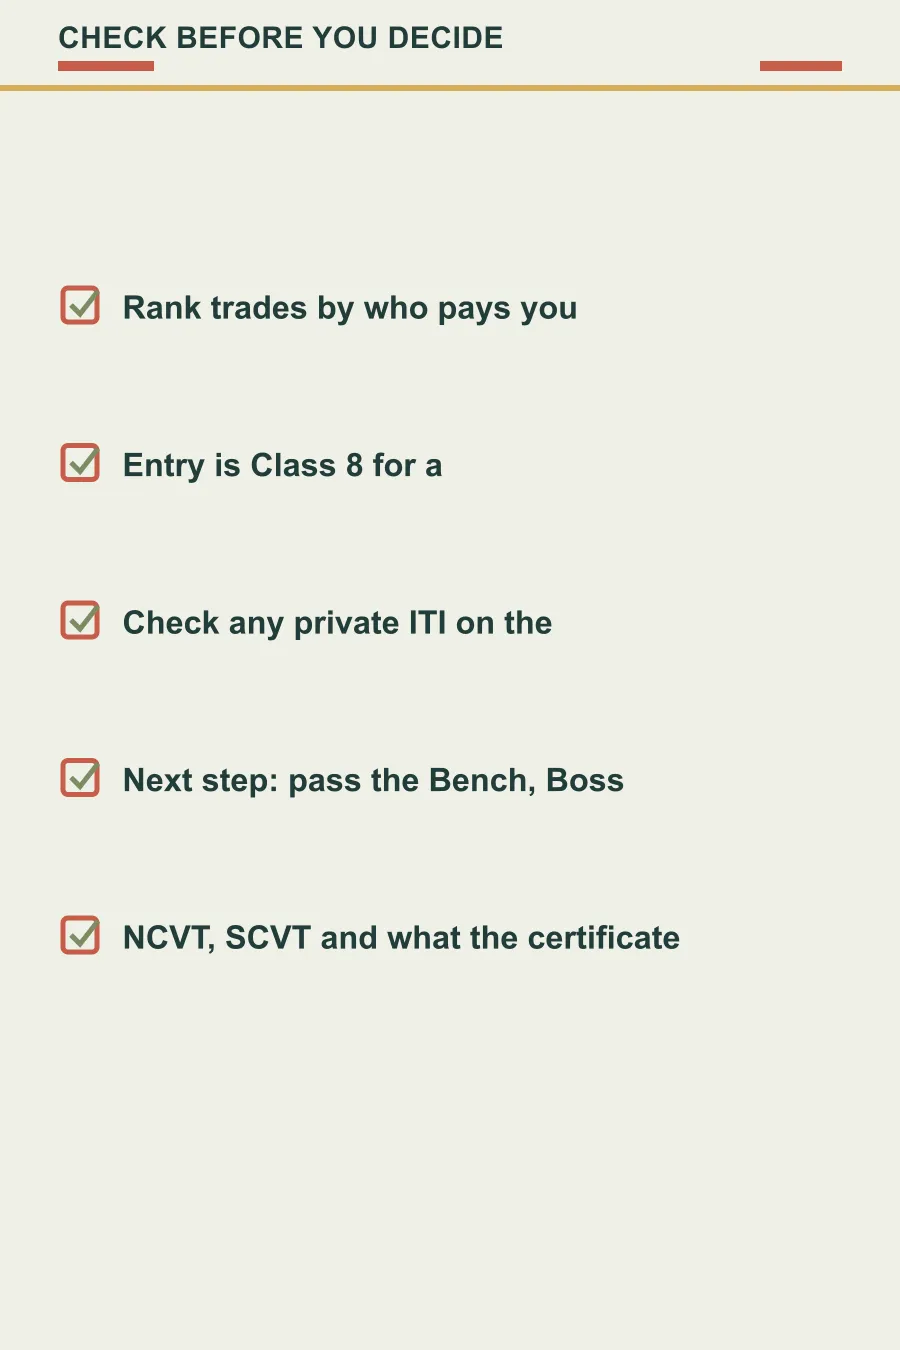 CHECK BEFORE YOU DECIDE
Rank trades by who pays you
Entry is Class 8 for a
Check any private ITI on the
Next step: pass the Bench, Boss
NCVT, SCVT and what the certificate